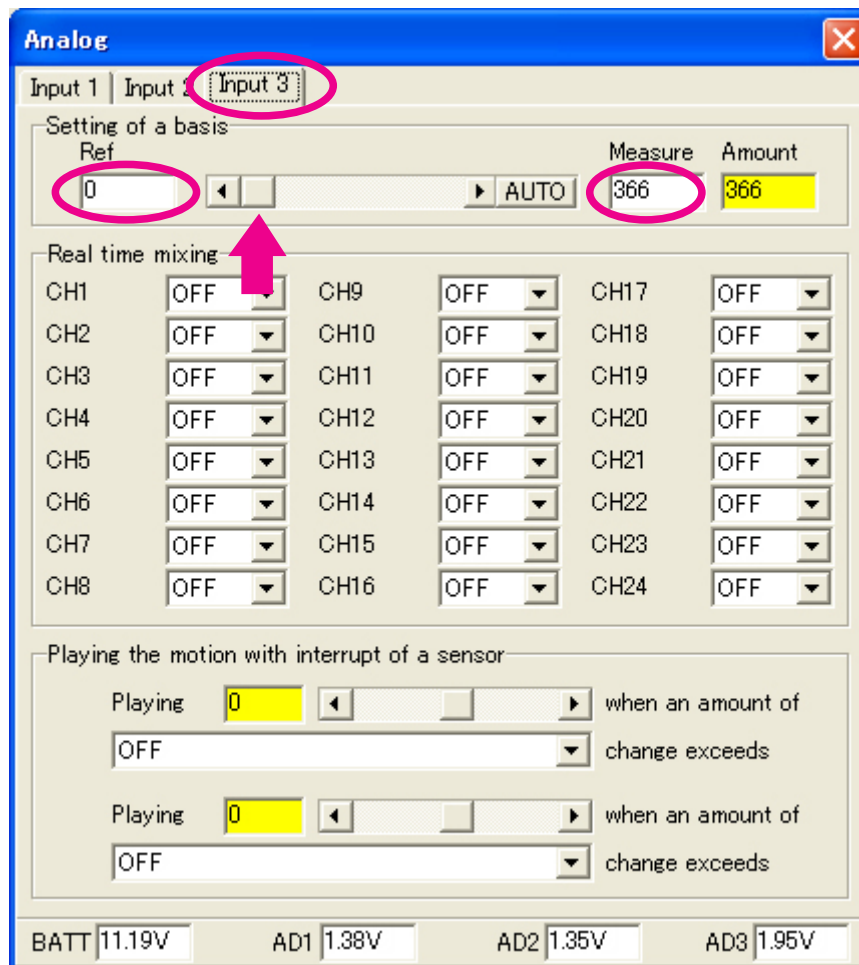 Analog
Input 1 Input 2 Input 3
Setting of a basis
Ref Measure Amount
0 AUTO 366 366
Real time mixing
CH1 OFF CH9 OFF CH17 OFF
CH2 OFF CH10 OFF CH18 OFF
CH3 OFF CH11 OFF CH19 OFF
CH4 OFF CH12 OFF CH20 OFF
CH5 OFF CH13 OFF CH21 OFF
CH6 OFF CH14 OFF CH22 OFF
CH7 OFF CH15 OFF CH23 OFF
CH8 OFF CH16 OFF CH24 OFF
Playing the motion with interrupt of a sensor
Playing 0 when an amount of
OFF change exceeds
Playing 0 when an amount of
OFF change exceeds
BATT 11.19V AD1 1.38V AD2 1.35V AD3 1.95V